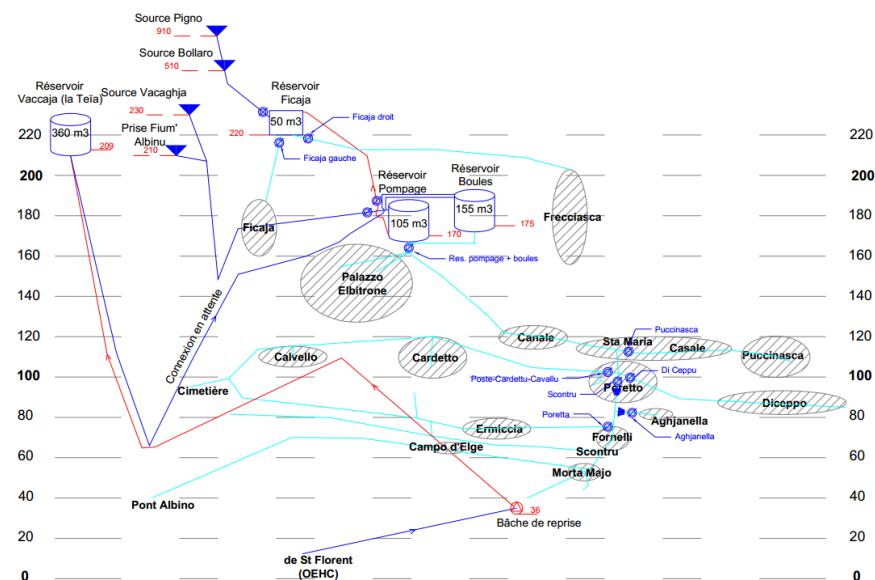 Source Pigno
910
Source Bollaro
510
Réservoir
Vaccaja (la Teïa)
Source Vacaghja
230
Réservoir
Ficaja
360 m3
209
Prise Fium'
Albinu
210
50 m3
Ficaja droit
220
Ficaja gauche
220
220
200
200
Réservoir
Pompage
Réservoir
Boules
180
180
105 m3
155 m3
170
175
Ficaja
Frecciasca
160
160
Res. pompage + boules
Palazzo
Elbitrone
140
140
Connexion en attente
120
120
Canale
Sta Maria
Puccinasca
Casale
Puccinasca
Calvello
Cardetto
100
100
Cimetière
Poste-Cardettu-Cavallu
Di Ceppu
Scontru
Peretto
Diceppo
80
80
Poretta
Aghjanella
Ermiccia
Fornelli
Aghjanella
60
60
Campo d'Elge
Scontru
Morta Majo
40
40
Pont Albino
36
Bâche de reprise
20
20
de St Florent
(OEHC)
0
0